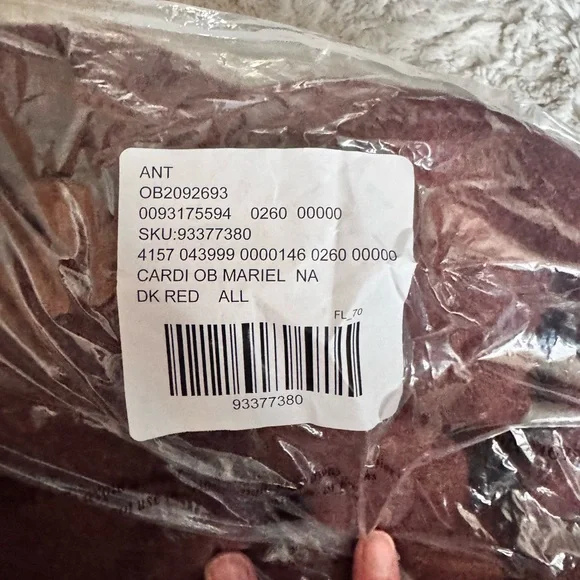 ANT
OB2092693
0093175594 0260 00000
SKU:93377380
4157 043999 0000146 0260 00000
CARDI OB MARIEL NA
DK RED ALL
FL_70
93377380